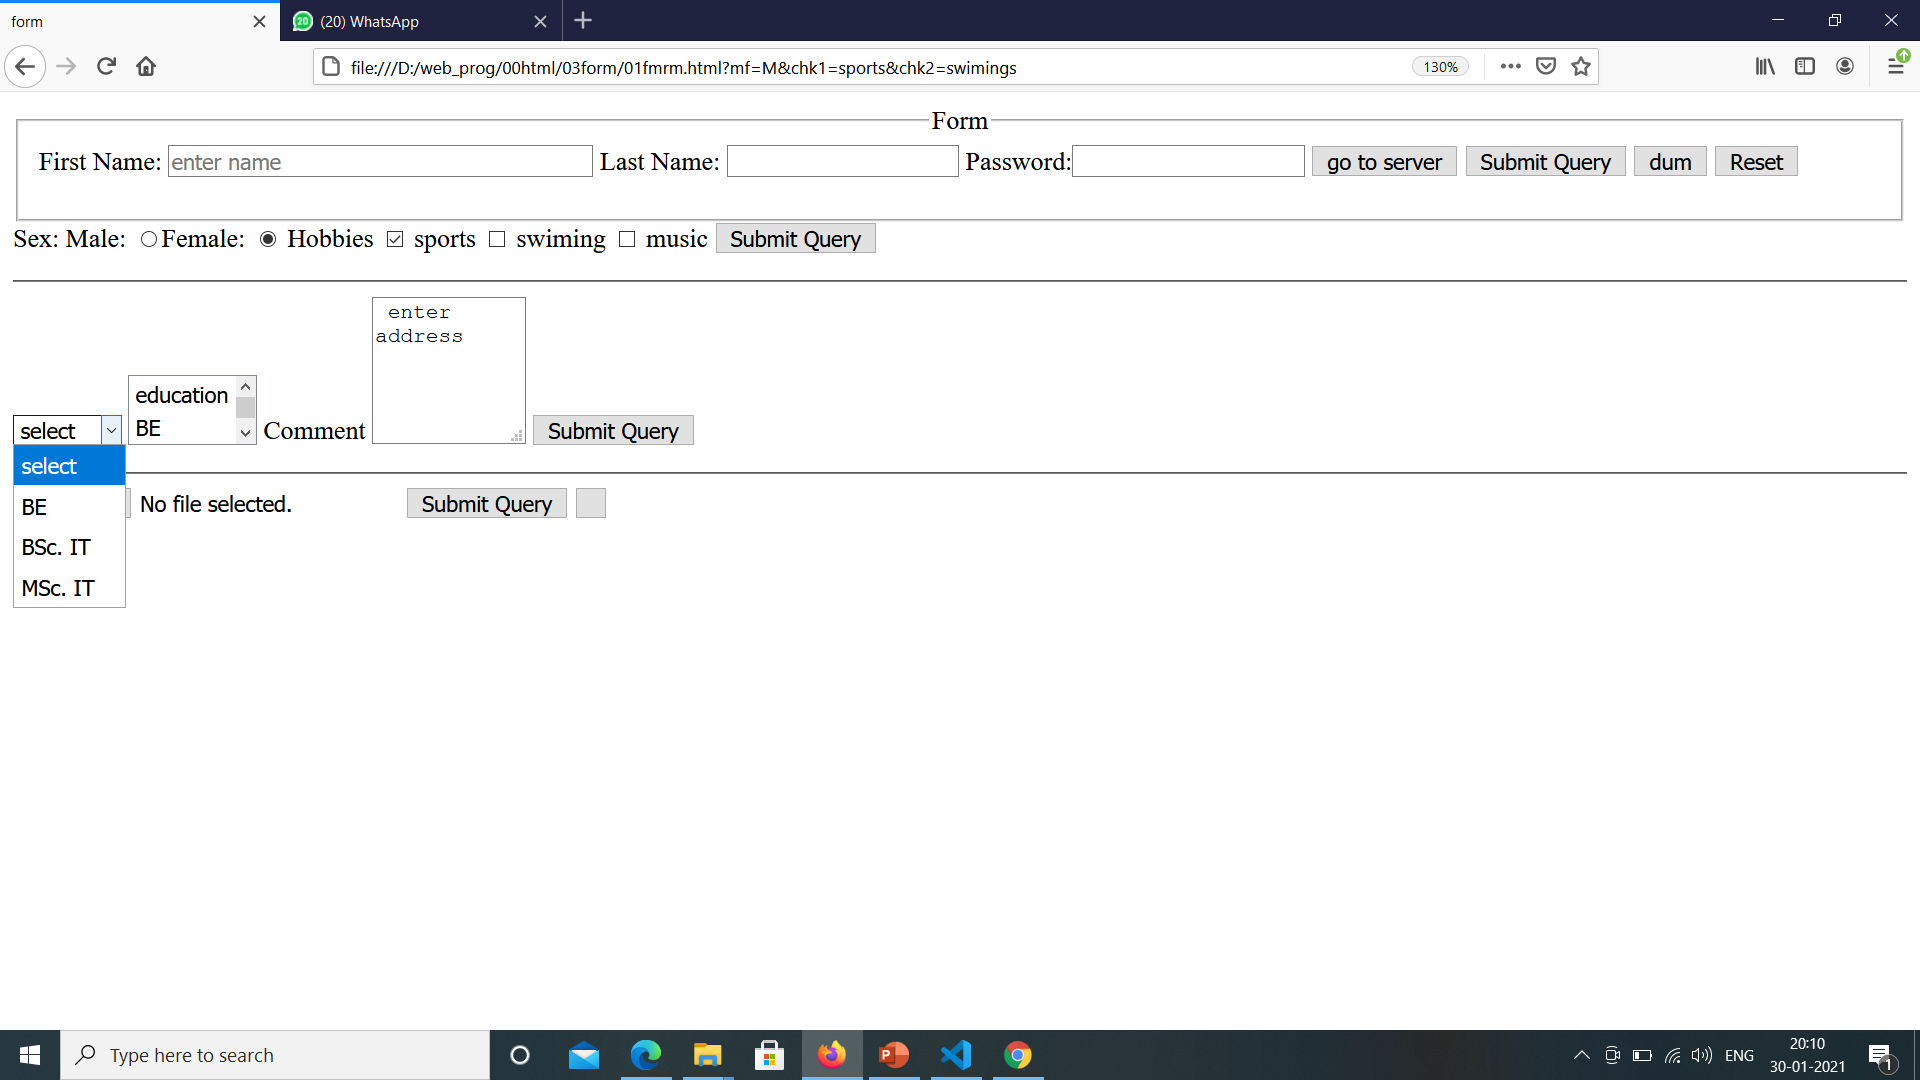 form
20 (20) WhatsApp
file:///D:/web_prog/00html/03form/01fmrm.html?mf=M&chk1=sports&chk2=swimings 130%
Form
First Name: enter name Last Name: Password: go to server Submit Query dum Reset
Sex: Male: Female: Hobbies sports swiming music Submit Query
enter
address
education
select BE Comment Submit Query
select
No file selected. Submit Query
BE
BSc. IT
MSc. IT
Type here to search
P
ENG
20:10
30-01-2021
1